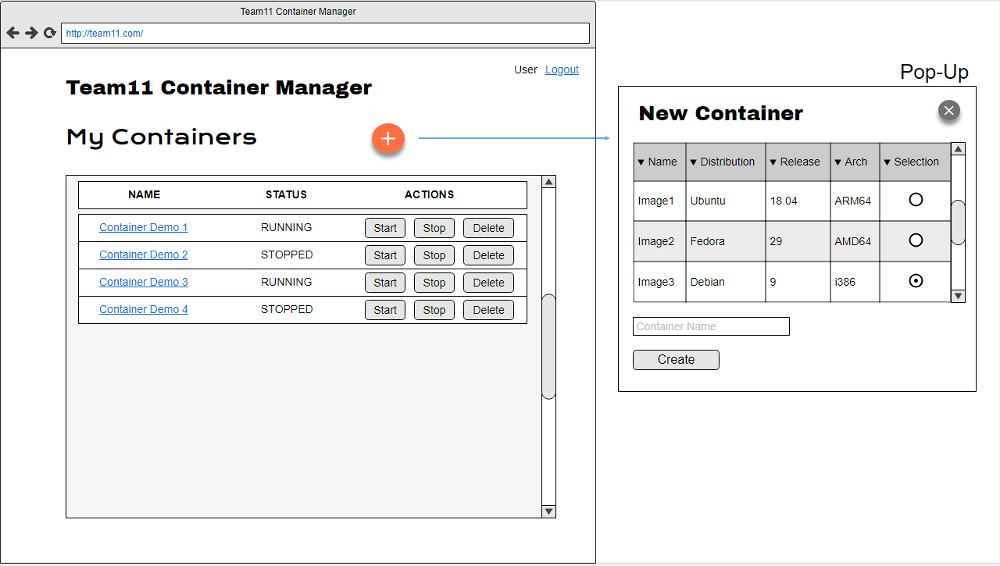 Team11 Container Manager
http://team11.com/
User Logout
Team11 Container Manager
My Containers
NAME STATUS ACTIONS
Container Demo 1 RUNNING Start Stop Delete
Container Demo 2 STOPPED Start Stop Delete
Container Demo 3 RUNNING Start Stop Delete
Container Demo 4 STOPPED Start Stop Delete
Pop-Up
New Container
Name Distribution Release Arch Selection
Image1 Ubuntu 18.04 ARM64
Image2 Fedora 29 AMD64
Image3 Debian 9 i386
Container Name
Create